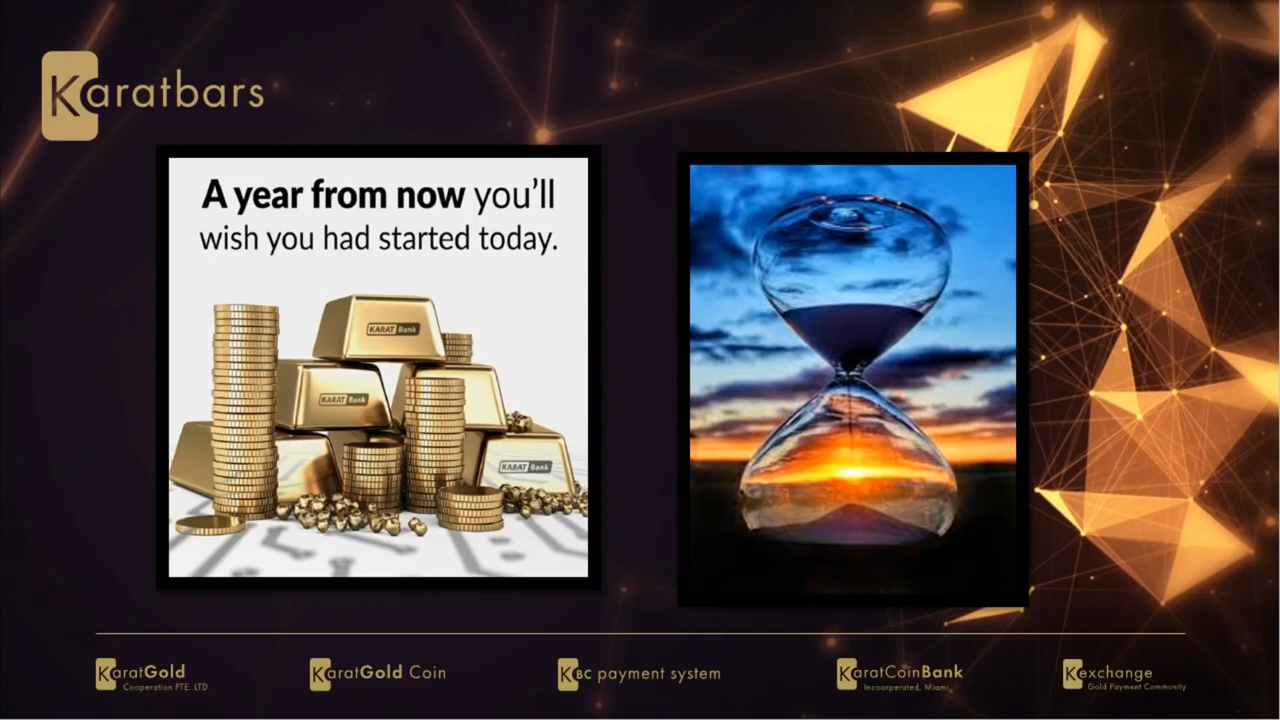 Karatbars
A year from now you'll
wish you had started today.
KARAT Bank
KARAT Bank
KARAT Bank
KaratGold
Cooperation PTE. LTD.
KaratGold Coin
KBC payment system
KaratCoinBank
Incoorperated, Miami
Kexchange
Gold Payment Community